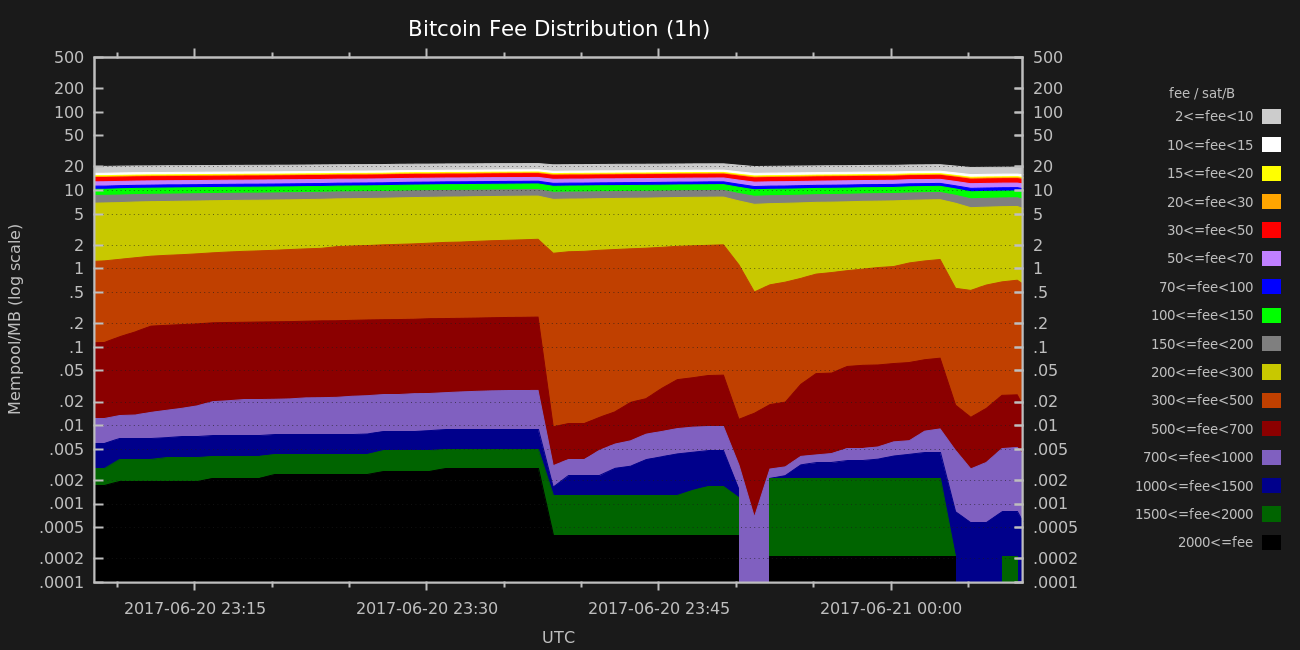 Bitcoin Fee Distribution (1h)
500 500
200 200
100 100
50 50
20 20
10 10
5 5
2 2
1 1
.5 .5
.2 .2
.1 .1
.05 .05
.02 .02
.01 .01
.005 .005
.002 .002
.001 .001
.0005 .0005
.0002 .0002
.0001 .0001
Mempool/MB (log scale)
2017-06-20 23:15 2017-06-20 23:30 2017-06-20 23:45 2017-06-21 00:00
UTC
fee / sat/B
2<=fee<10
10<=fee<15
15<=fee<20
20<=fee<30
30<=fee<50
50<=fee<70
70<=fee<100
100<=fee<150
150<=fee<200
200<=fee<300
300<=fee<500
500<=fee<700
700<=fee<1000
1000<=fee<1500
1500<=fee<2000
2000<=fee